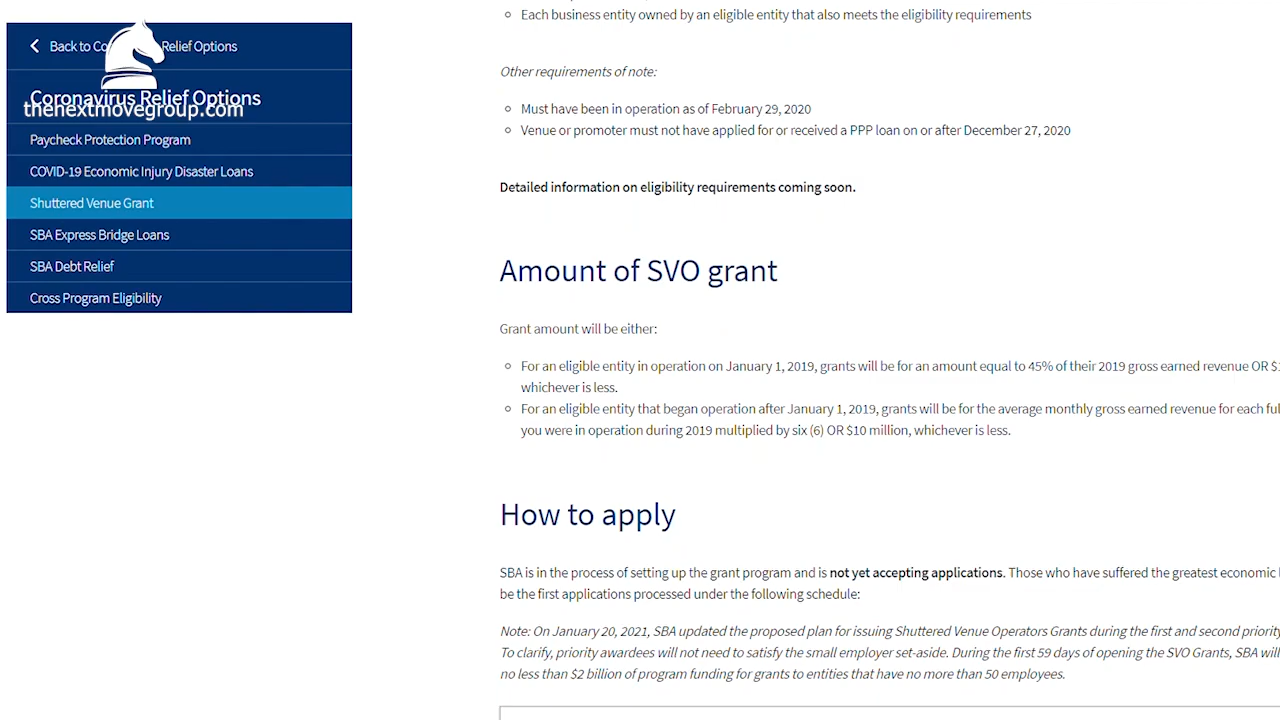 Back to Co Relief Options
Coronavirus Relief Options
thenextmovegroup.com
Paycheck Protection Program
COVID-19 Economic Injury Disaster Loans
Shuttered Venue Grant
SBA Express Bridge Loans
SBA Debt Relief
Cross Program Eligibility
Each business entity owned by an eligible entity that also meets the eligibility requirements
Other requirements of note:
Must have been in operation as of February 29, 2020
Venue or promoter must not have applied for or received a PPP loan on or after December 27, 2020
Detailed information on eligibility requirements coming soon.
Amount of SVO grant
Grant amount will be either:
For an eligible entity in operation on January 1, 2019, grants will be for an amount equal to 45% of their 2019 gross earned revenue OR
whichever is less.
For an eligible entity that began operation after January 1, 2019, grants will be for the average monthly gross earned revenue for each
you were in operation during 2019 multiplied by six (6) OR $10 million, whichever is less.
How to apply
SBA is in the process of setting up the grant program and is not yet accepting applications. Those who have suffered the greatest economic
be the first applications processed under the following schedule:
Note: On January 20, 2021, SBA updated the proposed plan for issuing Shuttered Venue Operators Grants during the first and second priority
To clarify, priority awardees will not need to satisfy the small employer set-aside. During the first 59 days of opening the SVO Grants, SBA will
no less than $2 billion of program funding for grants to entities that have no more than 50 employees.